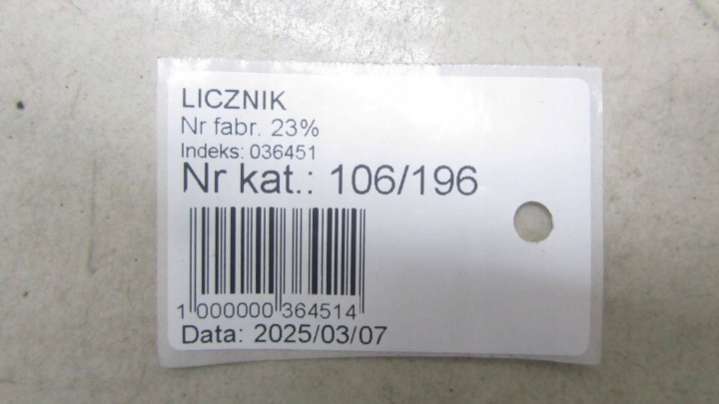 LICZNIK
Nr fabr. 23%
Indeks: 036451
Nr kat.: 106/196
1 000000 364514
Data: 2025/03/07